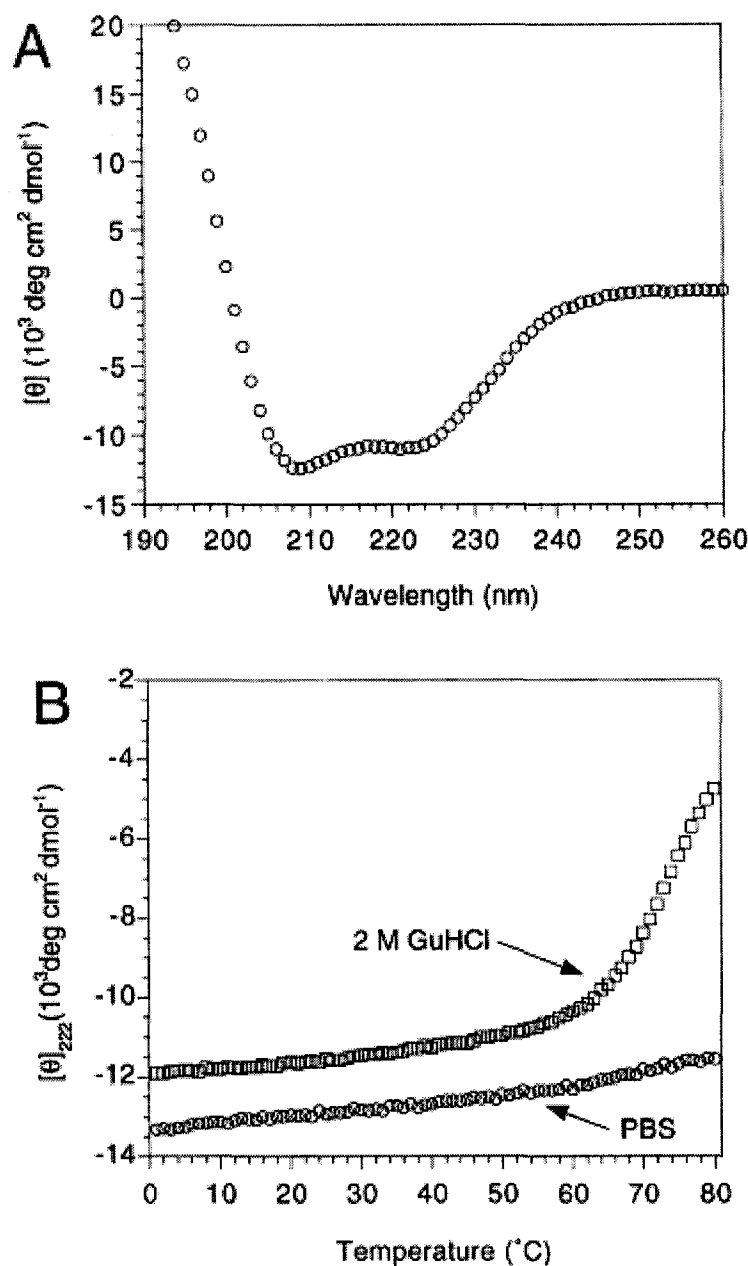 A
20
15
10
5
0
-5
-10
-15
[θ] (10³ deg cm² dmol⁻¹)
190 200 210 220 230 240 250 260
Wavelength (nm)
B
-2
-4
-6
-8
-10
-12
-14
[θ]₂₂₂(10³deg cm² dmol⁻¹)
2 M GuHCl
PBS
0 10 20 30 40 50 60 70 80
Temperature (˚C)